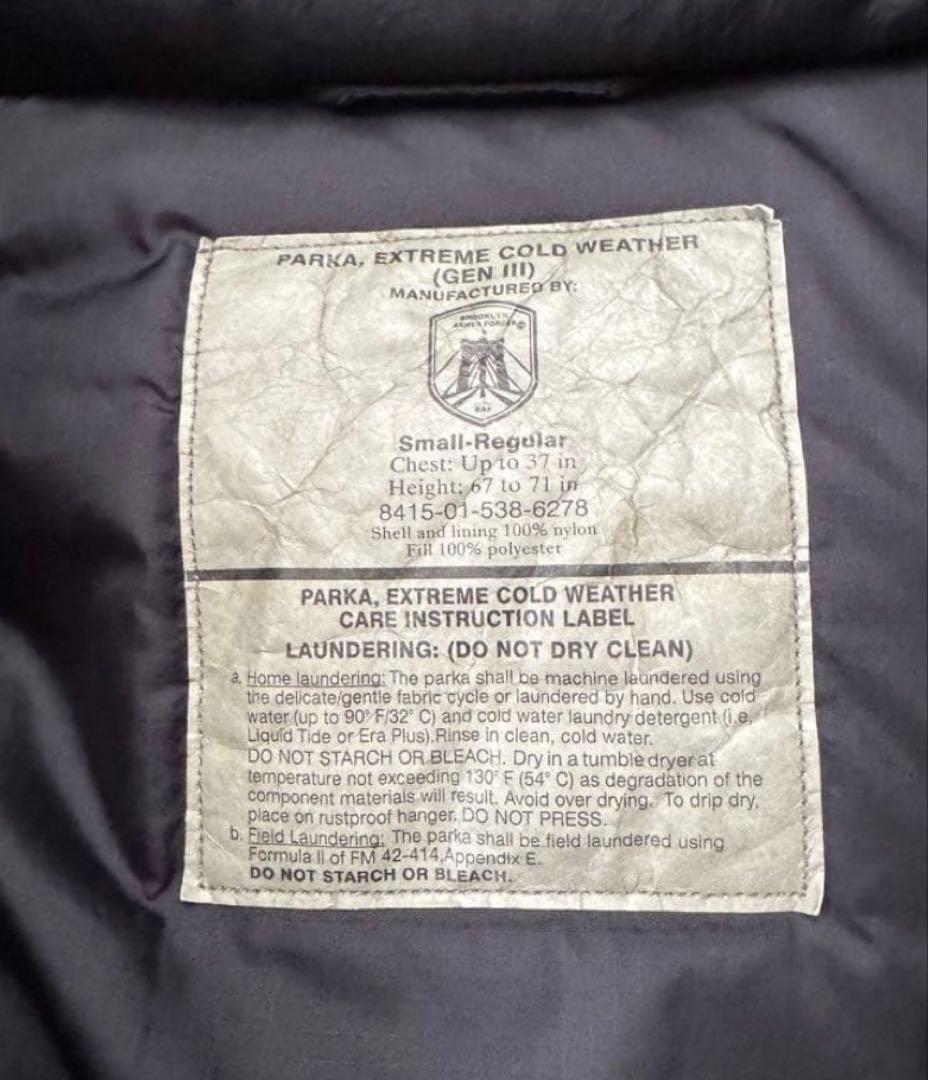 PARKA, EXTREME COLD WEATHER
(GEN III)
MANUFACTURED BY:
BROOKLYN
ARMED FORCES
BAF
Small-Regular
Chest: Up to 37 in
Height: 67 to 71 in
8415-01-538-6278
Shell and lining 100% nylon
Fill 100% polyester
PARKA, EXTREME COLD WEATHER
CARE INSTRUCTION LABEL
LAUNDERING: (DO NOT DRY CLEAN)
a. Home laundering: The parka shall be machine laundered using
the delicate/gentle fabric cycle or laundered by hand. Use cold
water (up to 90° F/32° C) and cold water laundry detergent (i.e.
Liquid Tide or Era Plus).Rinse in clean, cold water.
DO NOT STARCH OR BLEACH. Dry in a tumble dryer at
temperature not exceeding 130° F (54° C) as degradation of the
component materials will result. Avoid over drying. To drip dry,
place on rustproof hanger. DO NOT PRESS.
b. Field Laundering: The parka shall be field laundered using
Formula II of FM 42-414,Appendix E.
DO NOT STARCH OR BLEACH.